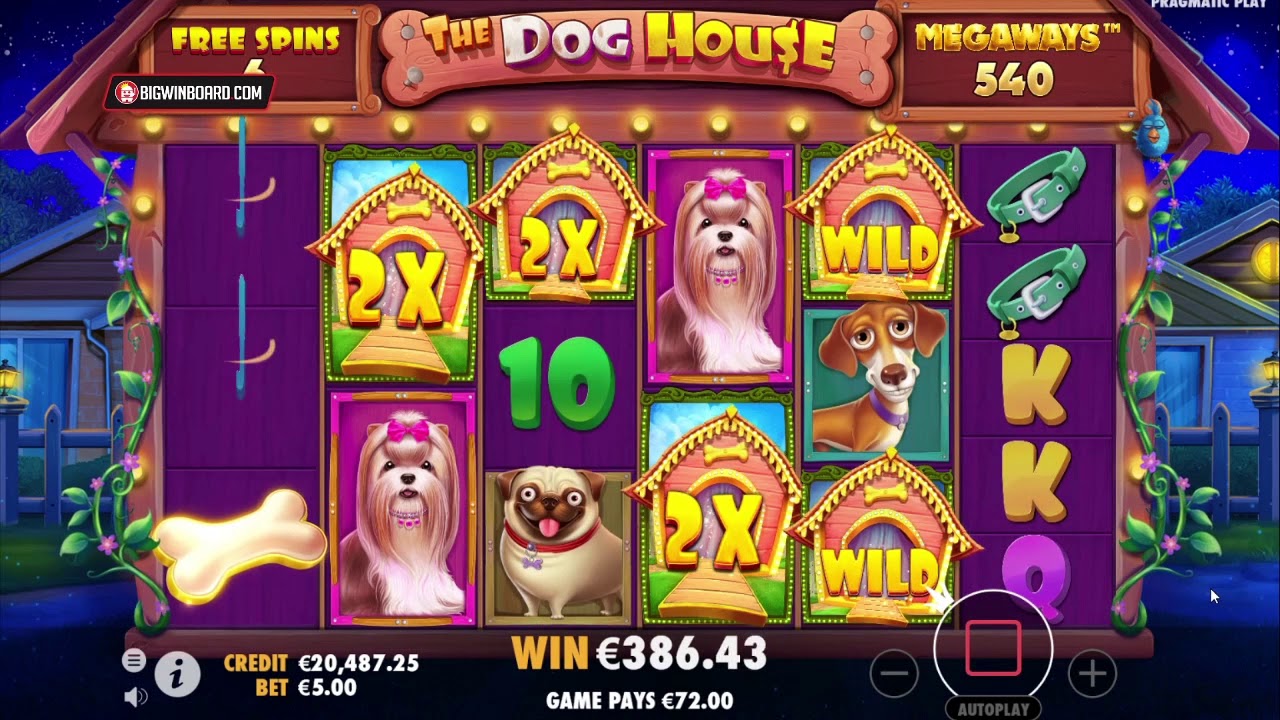 PRAGMATIC PLAY
FREE SPINS
6
THE DOG HOU$E
MEGAWAYS™
540
BIGWINBOARD.COM
2X
2X
WILD
10
K
2X
K
WILD
Q
i
CREDIT €20,487.25
BET €5.00
WIN €386.43
GAME PAYS €72.00
AUTOPLAY